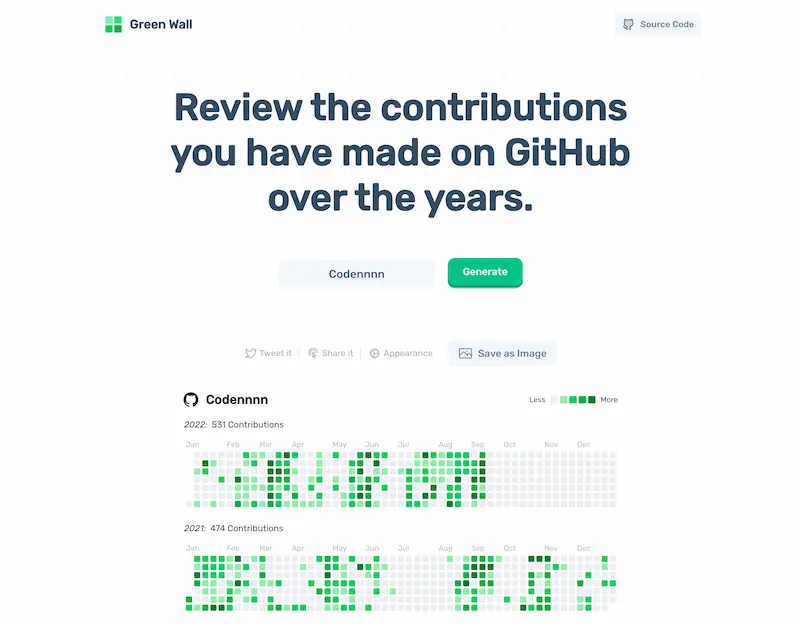 Green Wall
Source Code
Review the contributions
you have made on GitHub
over the years.
Codennnn
Generate
Tweet it
Share it
Appearance
Save as Image
Codennnn
Less
More
2022: 531 Contributions
Jan Feb Mar Apr May Jun Jul Aug Sep Oct Nov Dec
2021: 474 Contributions
Jan Feb Mar Apr May Jun Jul Aug Sep Oct Nov Dec